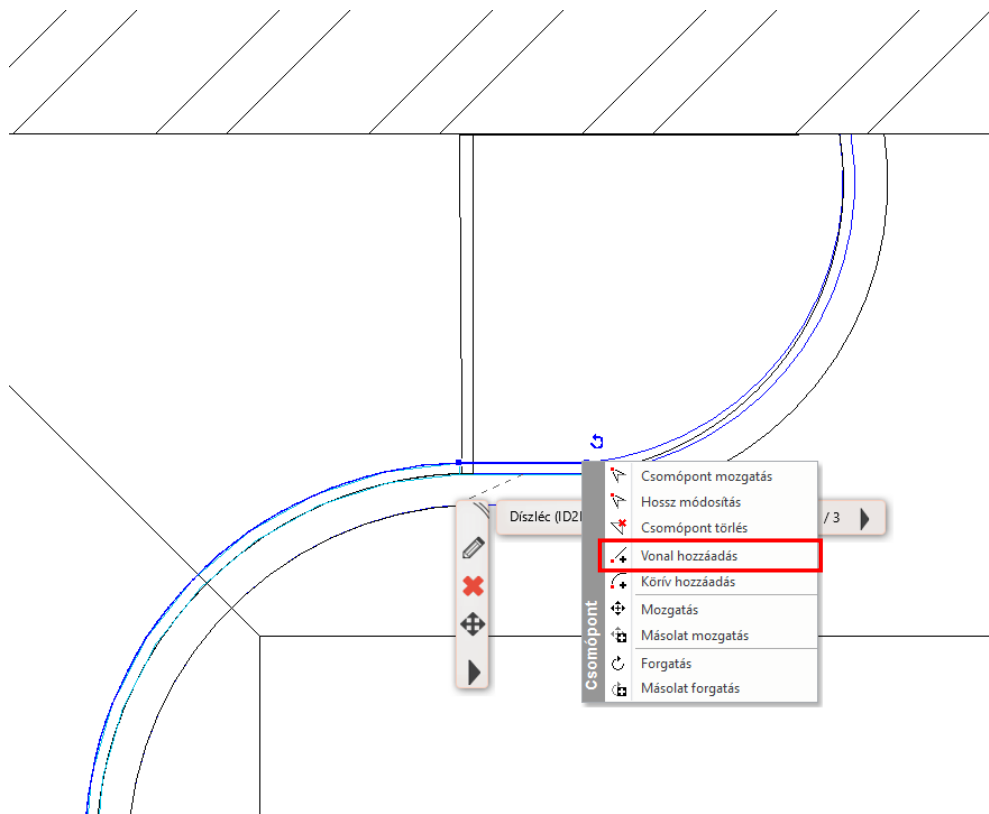 Díszléc (ID2
/ 3
Csomópont
Csomópont mozgatás
Hossz módosítás
Csomópont törlés
Vonal hozzáadás
Körív hozzáadás
Mozgatás
Másolat mozgatás
Forgatás
Másolat forgatás